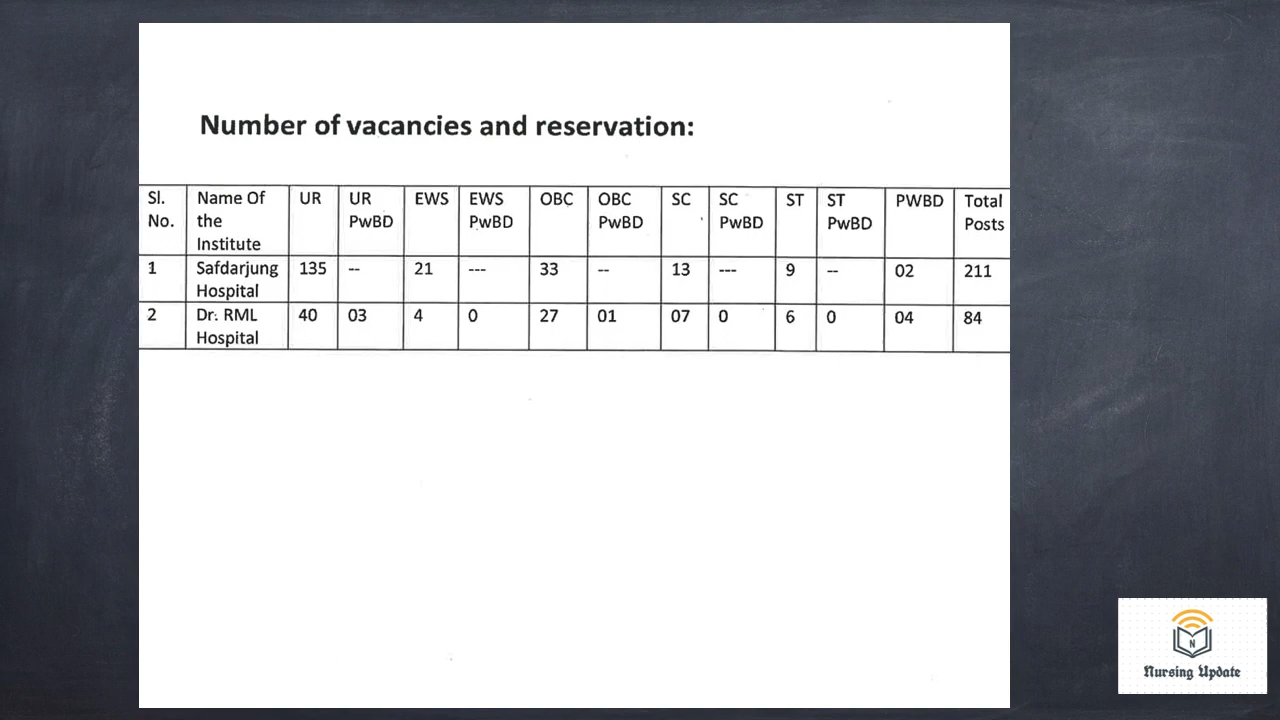 Number of vacancies and reservation:
Sl. No. Name Of the Institute UR UR PwBD EWS EWS PwBD OBC OBC PwBD SC SC PwBD ST ST PwBD PWBD Total Posts
1 Safdarjung Hospital 135 -- 21 --- 33 -- 13 --- 9 -- 02 211
2 Dr. RML Hospital 40 03 4 0 27 01 07 0 6 0 04 84
N
Nursing Update